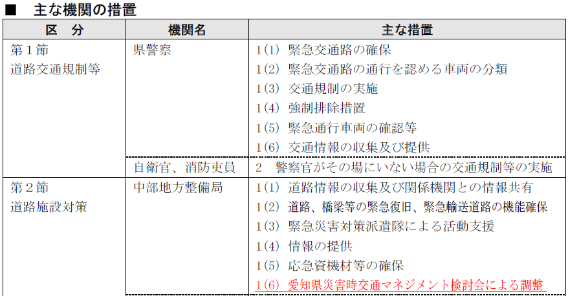 ■ 主な機関の措置
区 分 機関名 主な措置
第1節 県警察 1(1) 緊急交通路の確保
道路交通規制等 1(2) 緊急交通路の通行を認める車両の分類
1(3) 交通規制の実施
1(4) 強制排除措置
1(5) 緊急通行車両の確認等
1(6) 交通情報の収集及び提供
自衛官、消防吏員 2 警察官がその場にいない場合の交通規制等の実施
第2節 中部地方整備局 1(1) 道路情報の収集及び関係機関との情報共有
道路施設対策 1(2) 道路、橋梁等の緊急復旧、緊急輸送道路の機能確保
1(3) 緊急災害対策派遣隊による活動支援
1(4) 情報の提供
1(5) 応急資機材等の確保
1(6) 愛知県災害時交通マネジメント検討会による調整